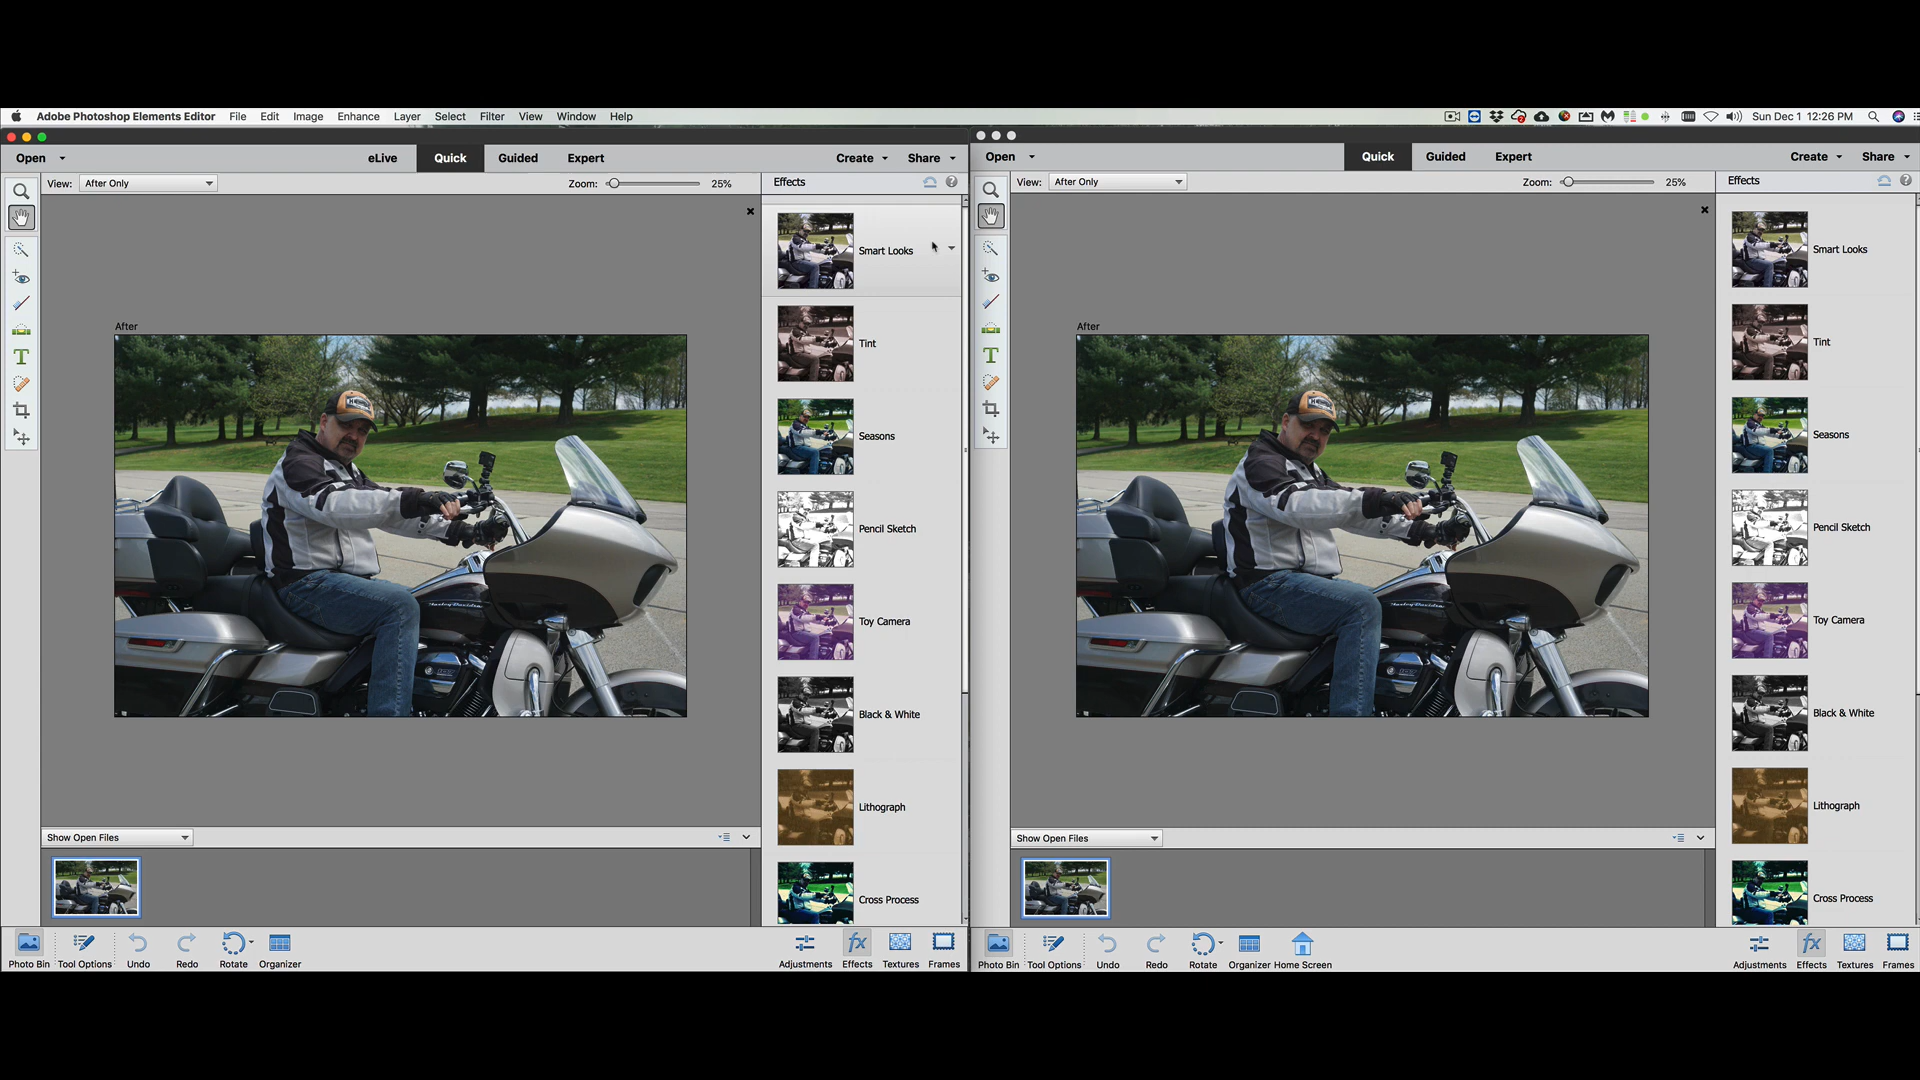 Adobe Photoshop Elements Editor File Edit Image Enhance Layer Select Filter View Window Help Sun Dec 1 12:26 PM
Open eLive Quick Guided Expert Create Share
View: After Only Zoom: 25% Effects
After
Smart Looks
Tint
Seasons
Pencil Sketch
Toy Camera
Black & White
Lithograph
Cross Process
Harley-Davidson
Show Open Files
Photo Bin Tool Options Undo Redo Rotate Organizer Adjustments Effects Textures Frames
Open Quick Guided Expert Create Share
View: After Only Zoom: 25% Effects
After
Smart Looks
Tint
Seasons
Pencil Sketch
Toy Camera
Black & White
Lithograph
Cross Process
Harley-Davidson
Show Open Files
Photo Bin Tool Options Undo Redo Rotate Organizer Home Screen Adjustments Effects Textures Frames